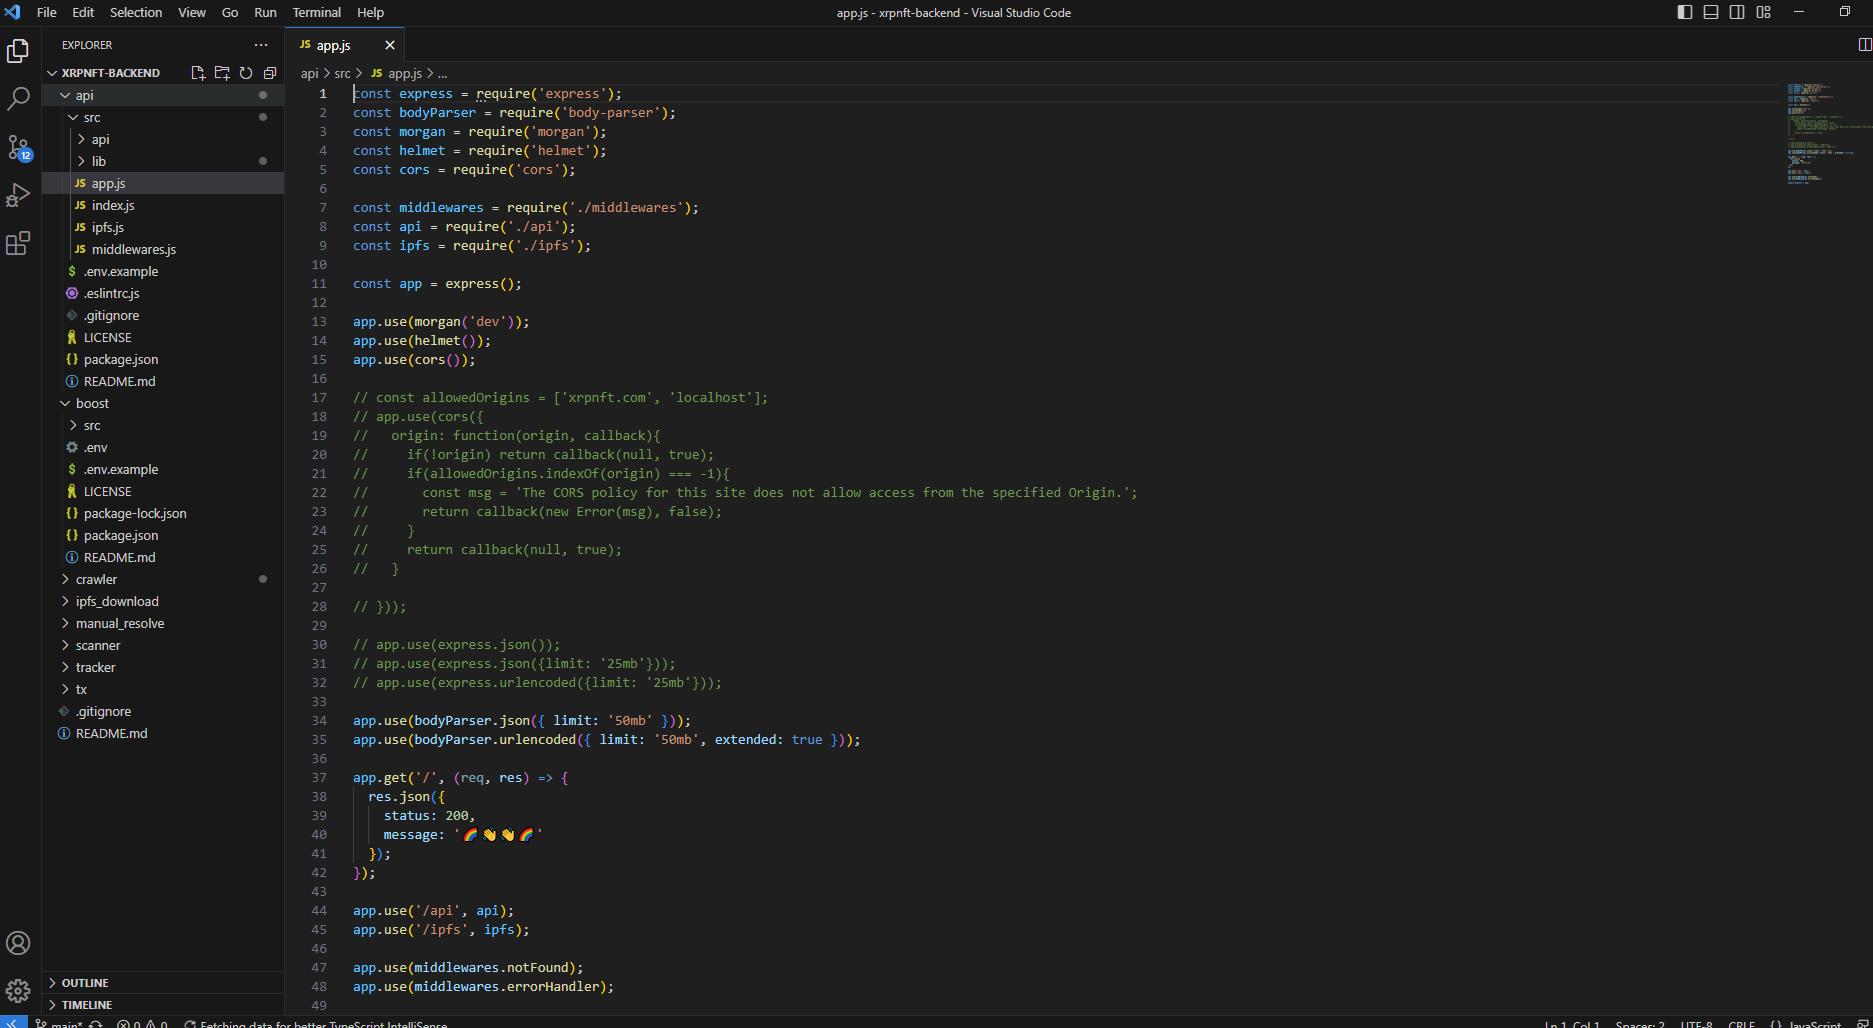 File Edit Selection View Go Run Terminal Help
app.js - xrpnft-backend - Visual Studio Code
EXPLORER
XRPNFT-BACKEND
api
src
api
lib
app.js
index.js
ipfs.js
middlewares.js
.env.example
.eslintrc.js
.gitignore
LICENSE
package.json
README.md
boost
src
.env
.env.example
LICENSE
package-lock.json
package.json
README.md
crawler
ipfs_download
manual_resolve
scanner
tracker
tx
.gitignore
README.md
OUTLINE
TIMELINE
12
JS app.js
api > src > JS app.js > ...
1 const express = require('express');
2 const bodyParser = require('body-parser');
3 const morgan = require('morgan');
4 const helmet = require('helmet');
5 const cors = require('cors');
6
7 const middlewares = require('./middlewares');
8 const api = require('./api');
9 const ipfs = require('./ipfs');
10
11 const app = express();
12
13 app.use(morgan('dev'));
14 app.use(helmet());
15 app.use(cors());
16
17 // const allowedOrigins = ['xrpnft.com', 'localhost'];
18 // app.use(cors({
19 //   origin: function(origin, callback){
20 //     if(!origin) return callback(null, true);
21 //     if(allowedOrigins.indexOf(origin) === -1){
22 //       const msg = 'The CORS policy for this site does not allow access from the specified Origin.';
23 //       return callback(new Error(msg), false);
24 //     }
25 //     return callback(null, true);
26 //   }
27
28 // }));
29
30 // app.use(express.json());
31 // app.use(express.json({limit: '25mb'}));
32 // app.use(express.urlencoded({limit: '25mb'}));
33
34 app.use(bodyParser.json({ limit: '50mb' }));
35 app.use(bodyParser.urlencoded({ limit: '50mb', extended: true }));
36
37 app.get('/', (req, res) => {
38   res.json({
39     status: 200,
40     message: '🌈👋👋🌈'
41   });
42 });
43
44 app.use('/api', api);
45 app.use('/ipfs', ipfs);
46
47 app.use(middlewares.notFound);
48 app.use(middlewares.errorHandler);
49
main* 0 0 Fetching data for better TypeScript IntelliSense
Ln 1, Col 1 Spaces: 2 UTF-8 CRLF {} JavaScript